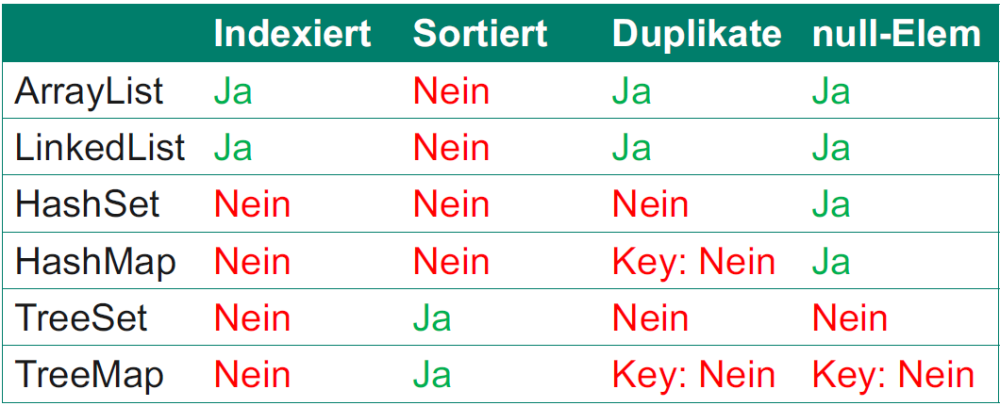 Indexiert Sortiert Duplikate null-Elem
ArrayList Ja Nein Ja Ja
LinkedList Ja Nein Ja Ja
HashSet Nein Nein Nein Ja
HashMap Nein Nein Key: Nein Ja
TreeSet Nein Ja Nein Nein
TreeMap Nein Ja Key: Nein Key: Nein